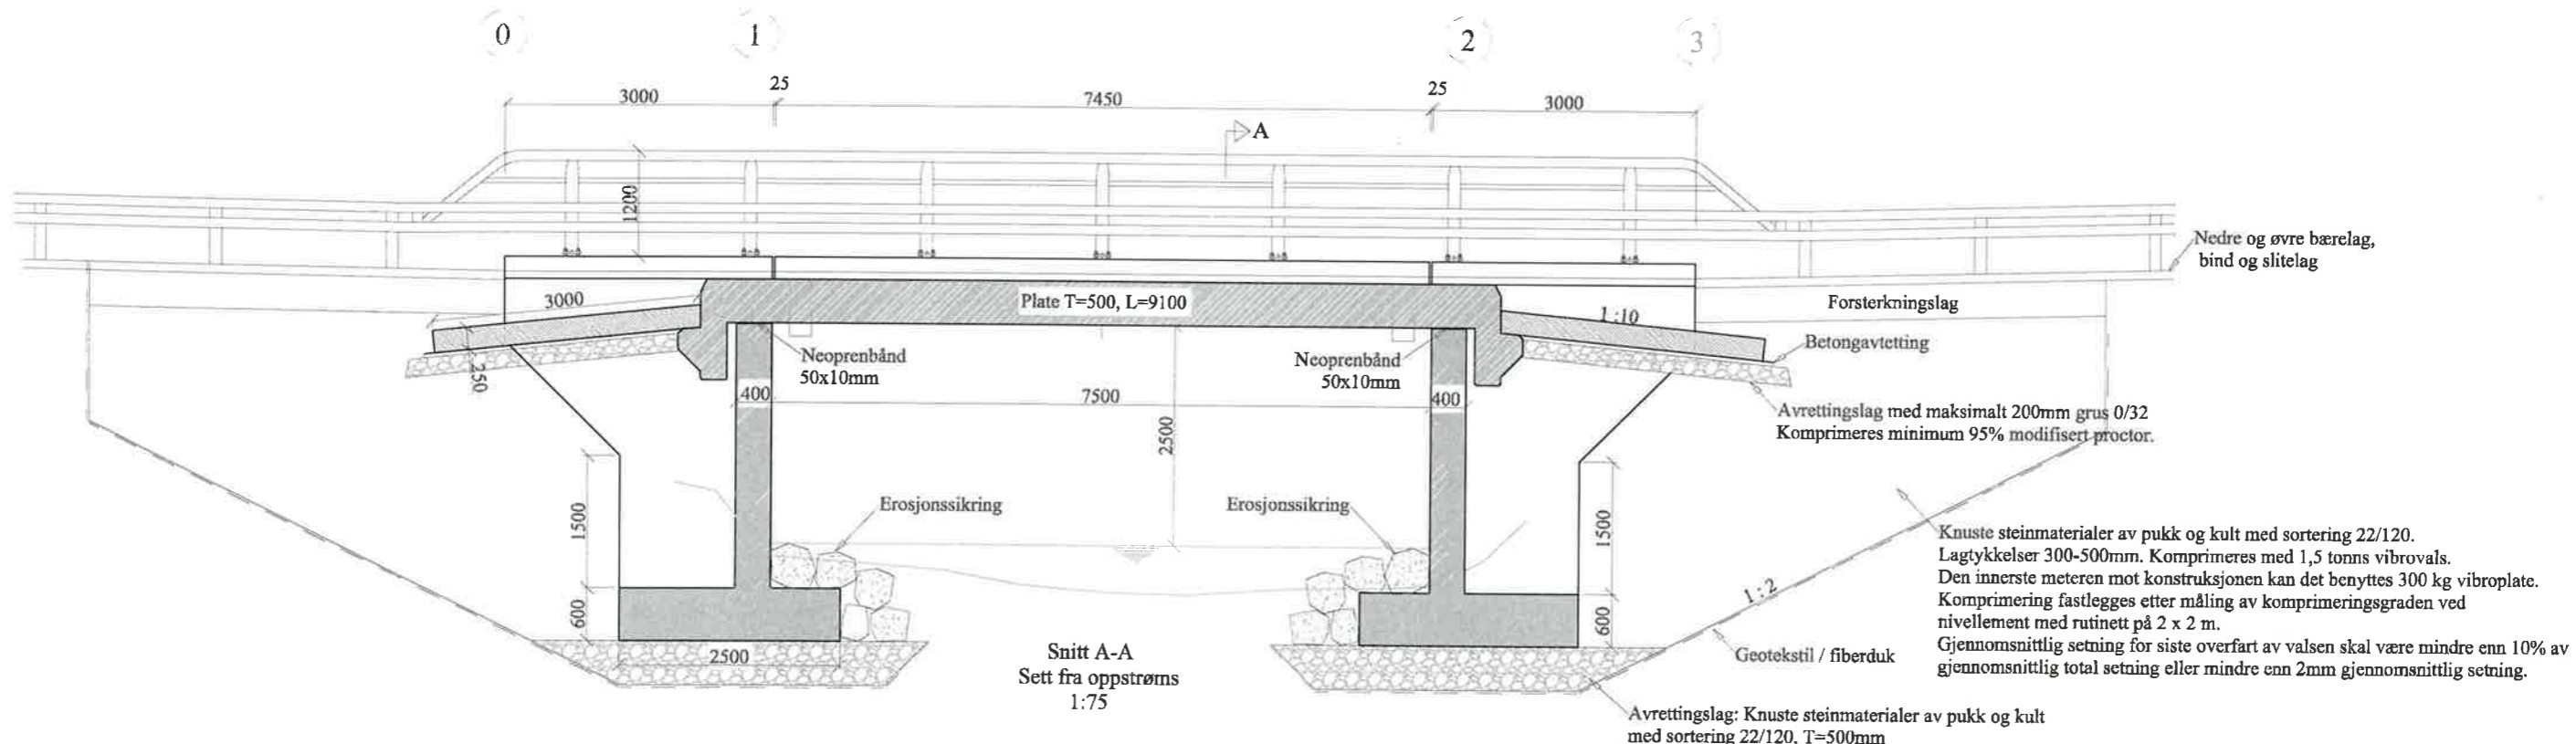 0
1
2
3
25
25
3000
7450
3000
A
1200
Nedre og øvre bærelag,
bind og slitelag
3000
Plate T=500, L=9100
1:10
Forsterkningslag
Betongavtetting
Neoprenbånd
50x10mm
Neoprenbånd
50x10mm
250
400
7500
400
2500
Avrettingslag med maksimalt 200mm grus 0/32
Komprimeres minimum 95% modifisert proctor.
Erosjonssikring
Erosjonssikring
1500
1500
Knuste steinmaterialer av pukk og kult med sortering 22/120.
Lagtykkelser 300-500mm. Komprimeres med 1,5 tonns vibrovals.
Den innerste meteren mot konstruksjonen kan det benyttes 300 kg vibroplate.
Komprimering fastlegges etter måling av komprimeringsgraden ved
nivellement med rutinett på 2 x 2 m.
Gjennomsnittlig setning for siste overfart av valsen skal være mindre enn 10% av
gjennomsnittlig total setning eller mindre enn 2mm gjennomsnittlig setning.
1:2
600
600
2500
Snitt A-A
Sett fra oppstrøms
1:75
Geotekstil / fiberduk
Avrettingslag: Knuste steinmaterialer av pukk og kult
med sortering 22/120, T=500mm